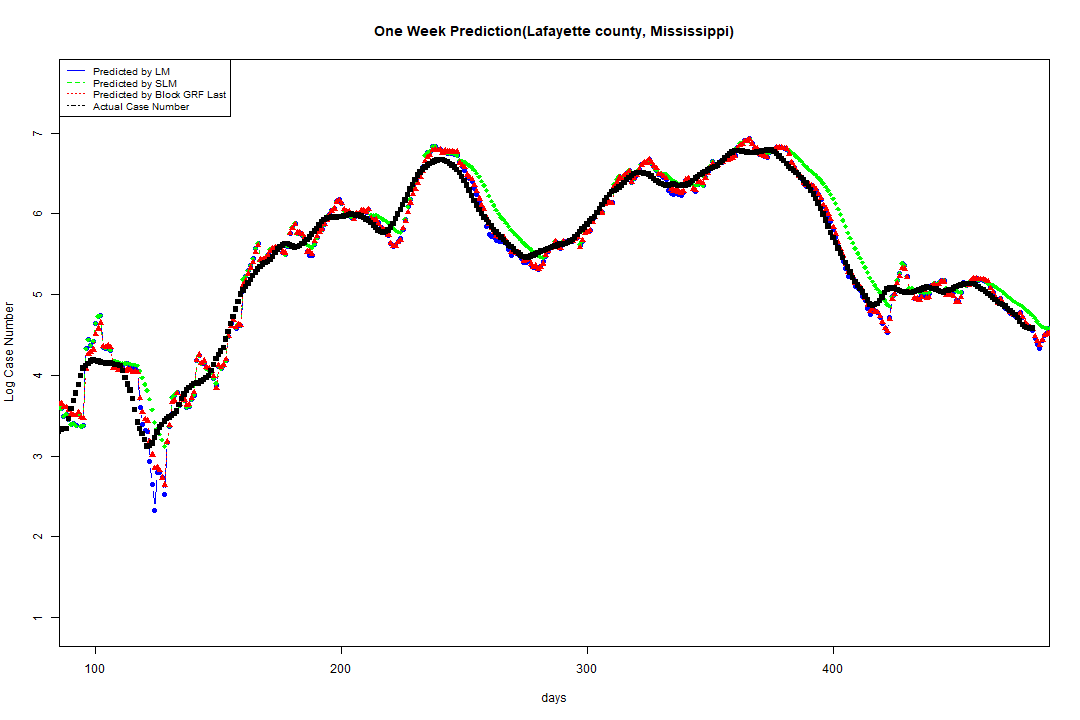 One Week Prediction(Lafayette county, Mississippi)
Predicted by LM
Predicted by SLM
Predicted by Block GRF Last
Actual Case Number
7
6
5
4
3
2
1
Log Case Number
100 200 300 400
days